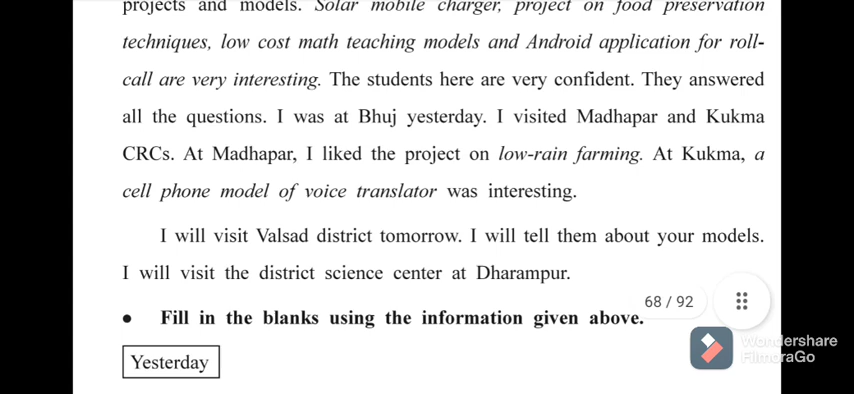 projects and models. Solar mobile charger, project on food preservation
techniques, low cost math teaching models and Android application for roll-
call are very interesting. The students here are very confident. They answered
all the questions. I was at Bhuj yesterday. I visited Madhapar and Kukma
CRCs. At Madhapar, I liked the project on low-rain farming. At Kukma, a
cell phone model of voice translator was interesting.
I will visit Valsad district tomorrow. I will tell them about your models.
I will visit the district science center at Dharampur.
• Fill in the blanks using the information given above.
68 / 92
Yesterday
Wondershare
FilmoraGo